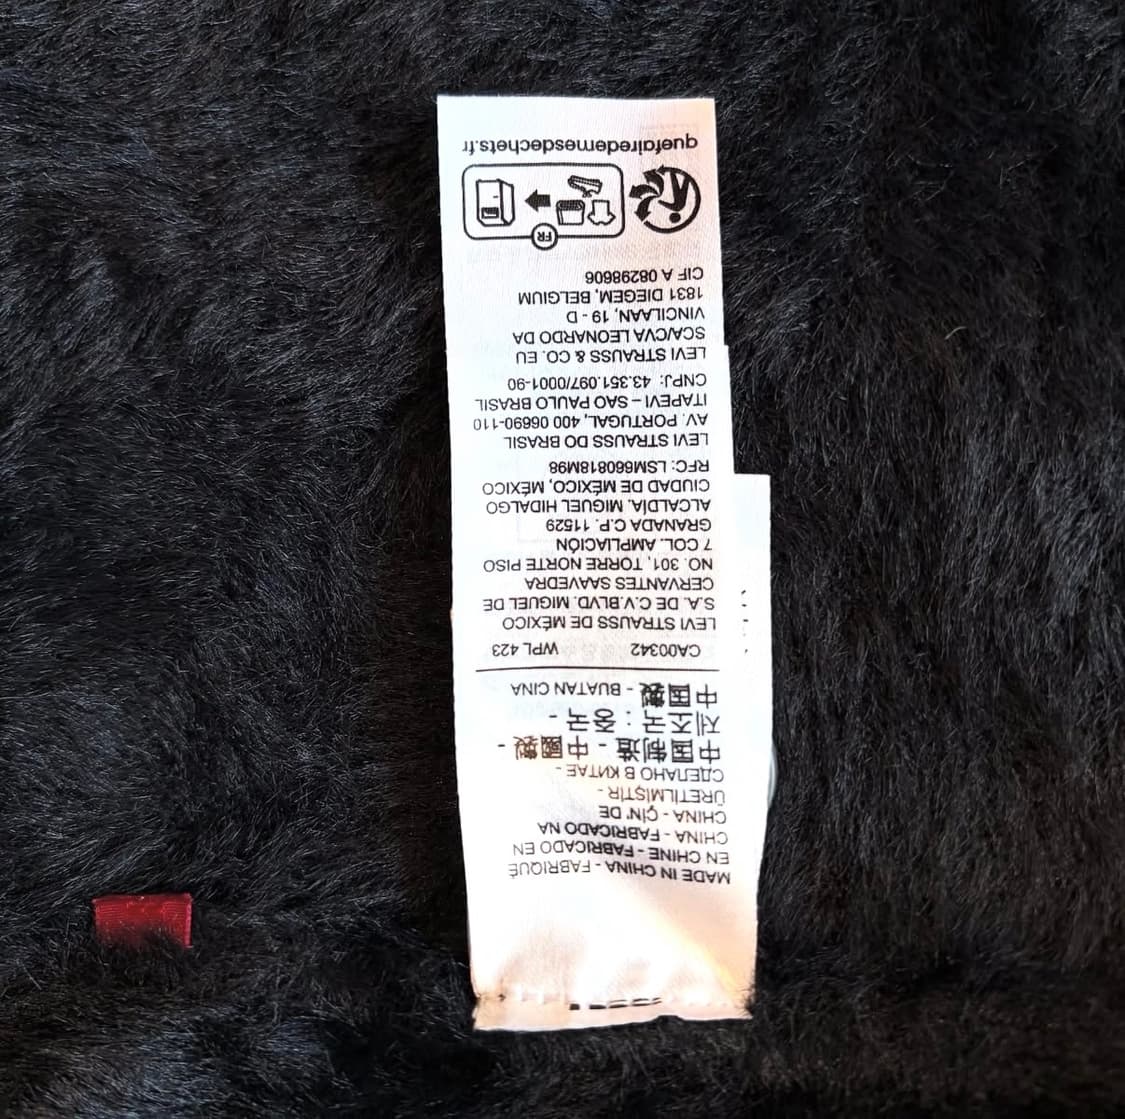 MADE IN CHINA - FABRIQUÉ
EN CHINE - FABRICADO EN
CHINA - FABRICADO NA
CHINA - ÇIN' DE
ÜRETİLMİŞTİR -
СДЕЛАНО В КИТАЕ -
中国制造 - 中國製 -
제조국 : 중국 -
中国製 - BUATAN CINA
CA00342 WPL 423
LEVI STRAUSS DE MÉXICO
S.A. DE C.V.BLVD. MIGUEL DE
CERVANTES SAAVEDRA
NO. 301, TORRE NORTE PISO
7 COL. AMPLIACIÓN
GRANADA C.P. 11529
ALCALDÍA. MIGUEL HIDALGO
CIUDAD DE MÉXICO, MÉXICO
RFC: LSM660818M98
LEVI STRAUSS DO BRASIL
AV. PORTUGAL, 400 06690-110
ITAPEVI – SAO PAULO BRASIL
CNPJ: 43.351.097/0001-90
LEVI STRAUSS & CO. EU
SCA/CVA LEONARDO DA
VINCILAAN, 19 - D
1831 DIEGEM, BELGIUM
CIF A 08298606
FR
quefairedemesdechets.fr